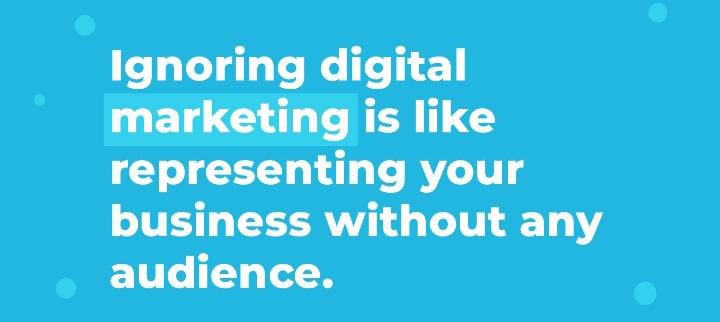 Ignoring digital
marketing is like
representing your
business without any
audience.